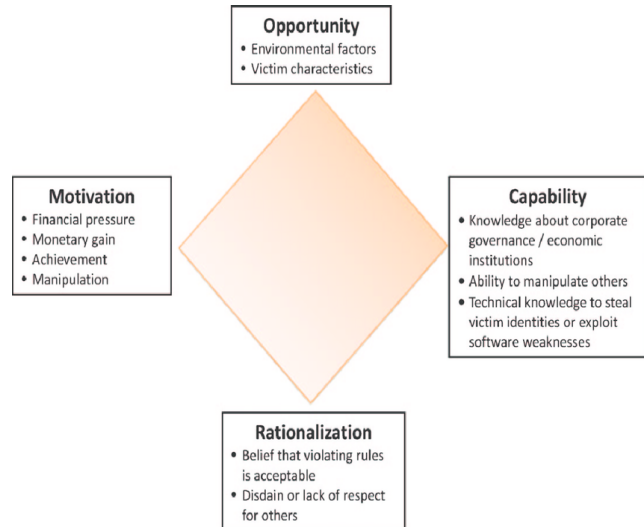 Opportunity
• Environmental factors
• Victim characteristics
Motivation
• Financial pressure
• Monetary gain
• Achievement
• Manipulation
Capability
• Knowledge about corporate
governance / economic
institutions
• Ability to manipulate others
• Technical knowledge to steal
victim identities or exploit
software weaknesses
Rationalization
• Belief that violating rules
is acceptable
• Disdain or lack of respect
for others